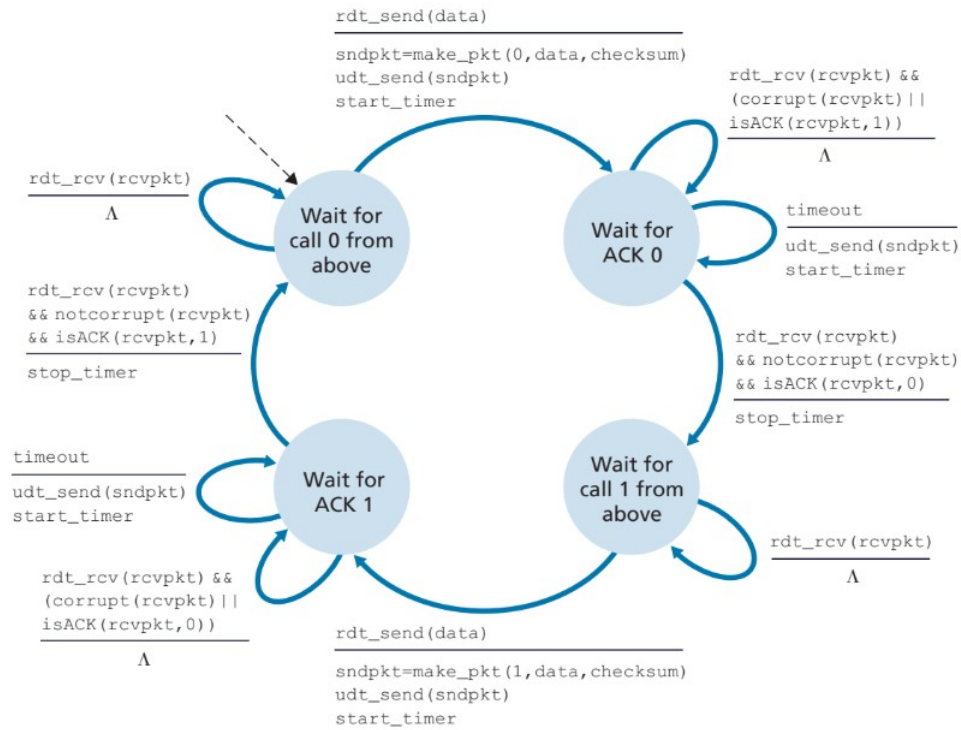 rdt_send(data)
sndpkt=make_pkt(0,data,checksum)
udt_send(sndpkt)
start_timer
rdt_rcv(rcvpkt) &&
(corrupt(rcvpkt)||
isACK(rcvpkt,1))
Λ
rdt_rcv(rcvpkt)
Λ
Wait for
call 0 from
above
Wait for
ACK 0
timeout
udt_send(sndpkt)
start_timer
rdt_rcv(rcvpkt)
&& notcorrupt(rcvpkt)
&& isACK(rcvpkt,1)
stop_timer
rdt_rcv(rcvpkt)
&& notcorrupt(rcvpkt)
&& isACK(rcvpkt,0)
stop_timer
timeout
udt_send(sndpkt)
start_timer
Wait for
ACK 1
Wait for
call 1 from
above
rdt_rcv(rcvpkt)
Λ
rdt_rcv(rcvpkt) &&
(corrupt(rcvpkt)||
isACK(rcvpkt,0))
Λ
rdt_send(data)
sndpkt=make_pkt(1,data,checksum)
udt_send(sndpkt)
start_timer